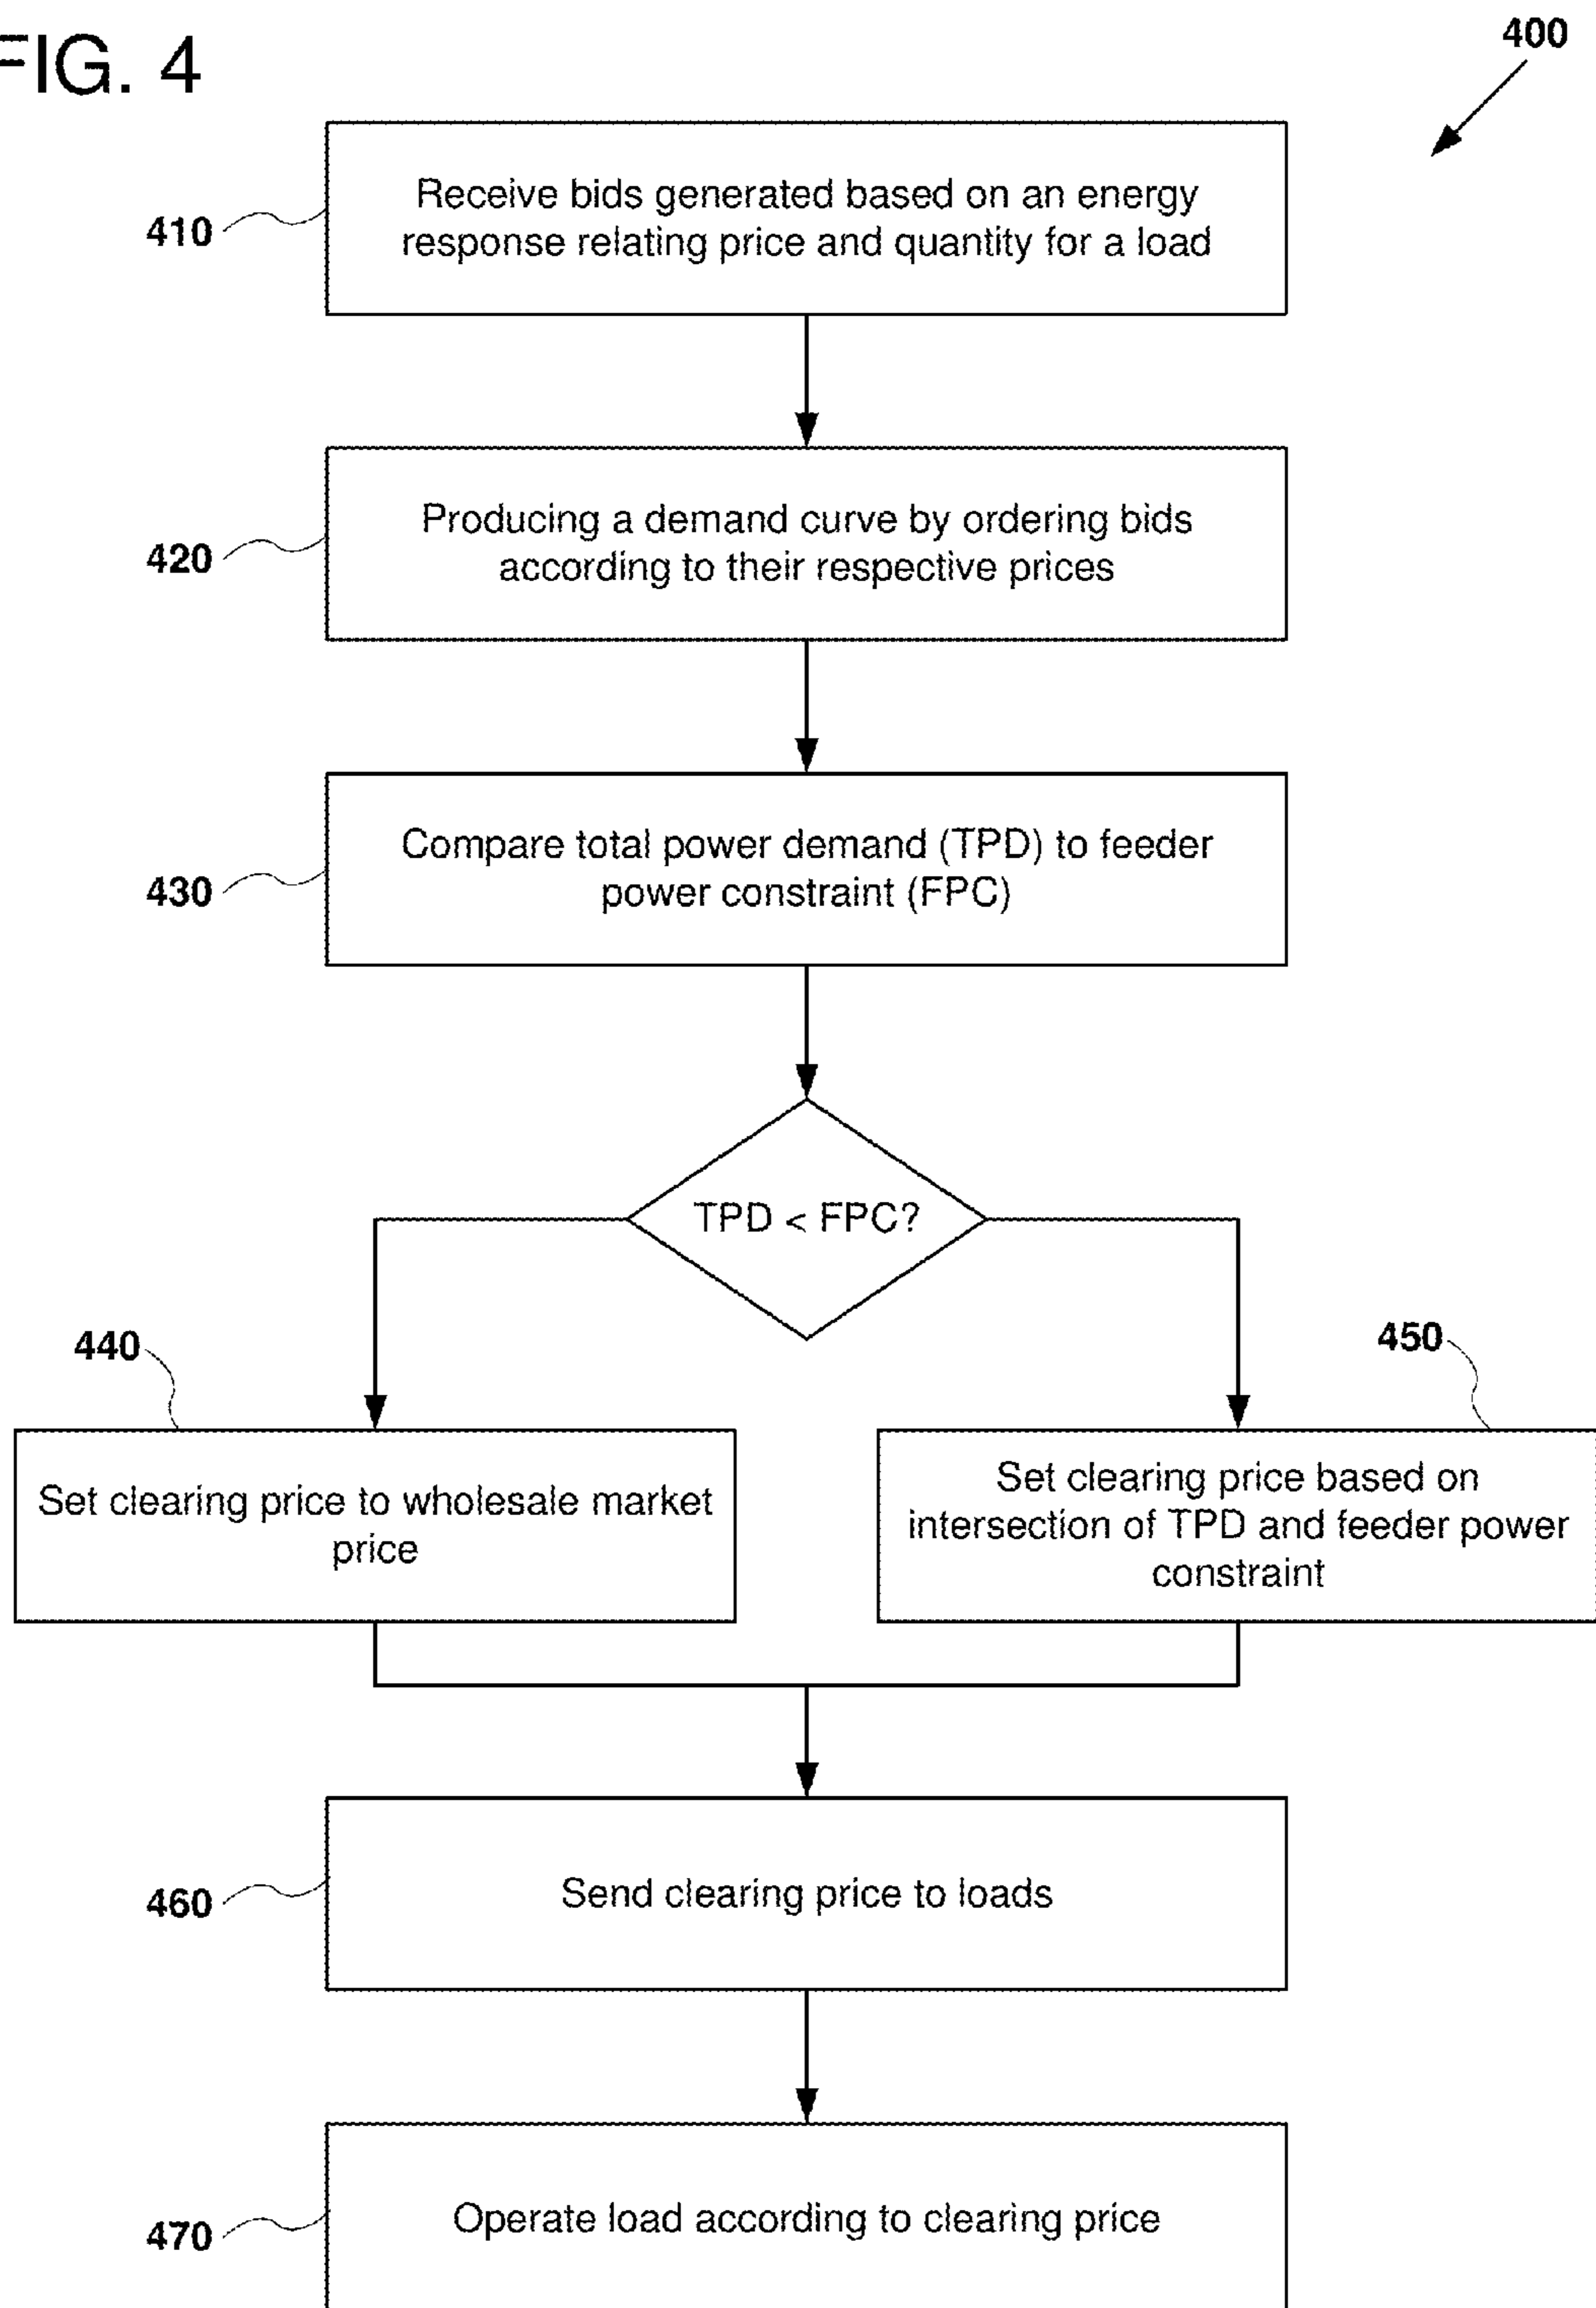 FIG. 4
400
410
Receive bids generated based on an energy
response relating price and quantity for a load
420
Producing a demand curve by ordering bids
according to their respective prices
430
Compare total power demand (TPD) to feeder
power constraint (FPC)
TPD < FPC?
440
Set clearing price to wholesale market
price
450
Set clearing price based on
intersection of TPD and feeder power
constraint
460
Send clearing price to loads
470
Operate load according to clearing price